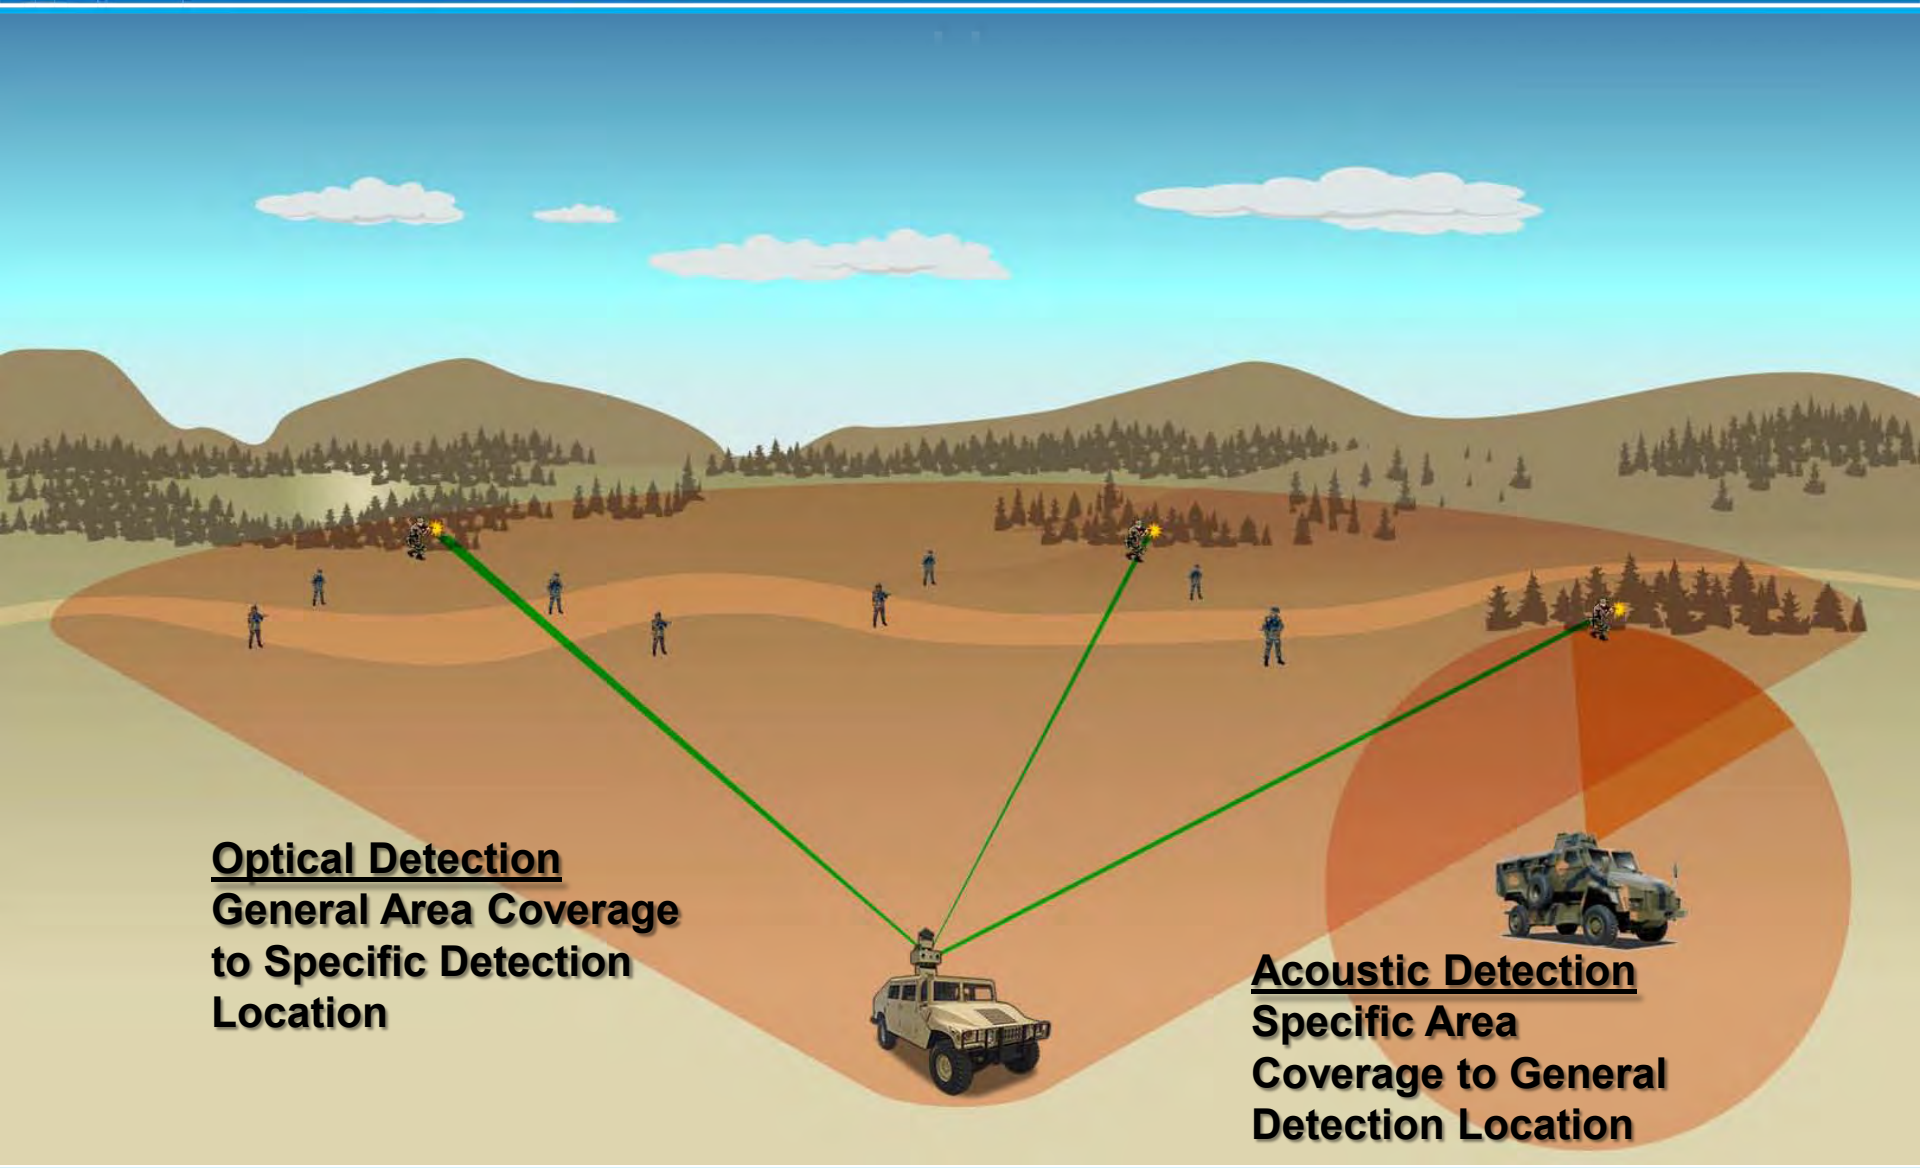 Optical Detection
General Area Coverage
to Specific Detection
Location
Acoustic Detection
Specific Area
Coverage to General
Detection Location